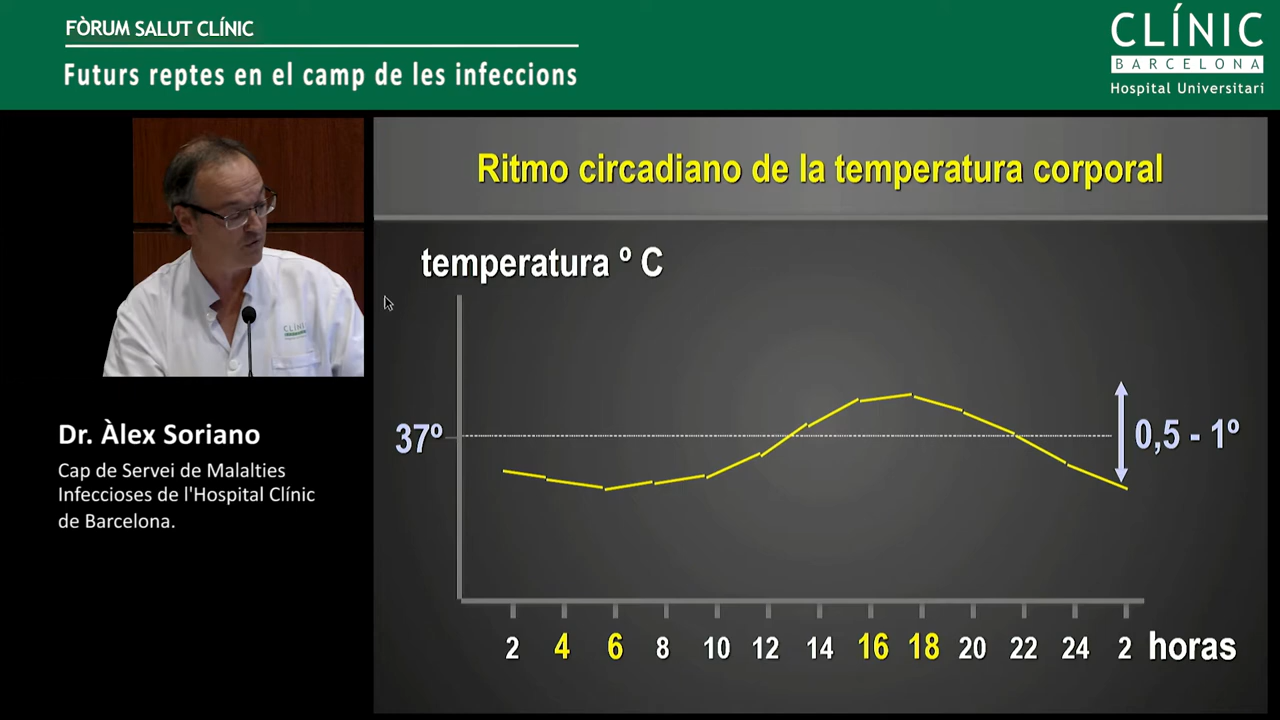 FÒRUM SALUT CLÍNIC
Futurs reptes en el camp de les infeccions
CLÍNIC
BARCELONA
Hospital Universitari
Ritmo circadiano de la temperatura corporal
temperatura º C
37º
0,5 - 1º
2 4 6 8 10 12 14 16 18 20 22 24 2 horas
CLÍNIC
Dr. Àlex Soriano
Cap de Servei de Malalties
Infeccioses de l'Hospital Clínic
de Barcelona.